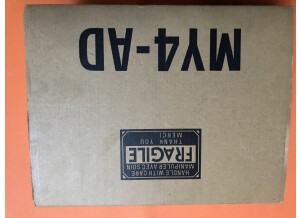 MY4-AD
HANDLE WITH CARE
MANIPULER AVEC SOIN
FRAGILE
THANK YOU
MERCI